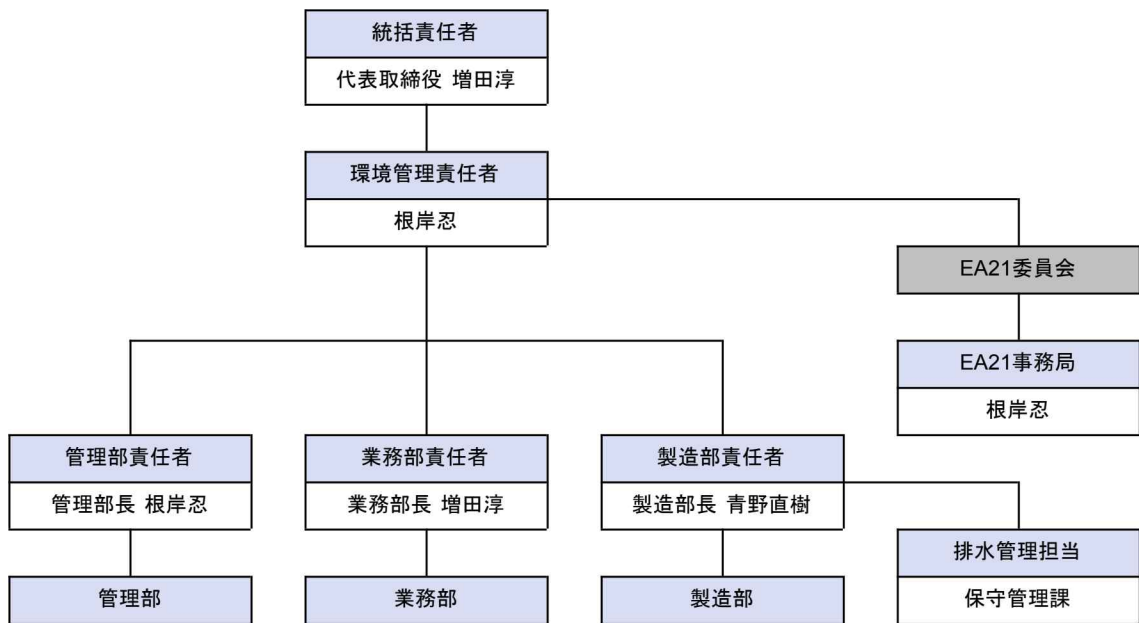 統括責任者
代表取締役 増田淳
環境管理責任者
根岸忍
EA21委員会
EA21事務局
根岸忍
管理部責任者
管理部長 根岸忍
業務部責任者
業務部長 増田淳
製造部責任者
製造部長 青野直樹
排水管理担当
保守管理課
管理部
業務部
製造部